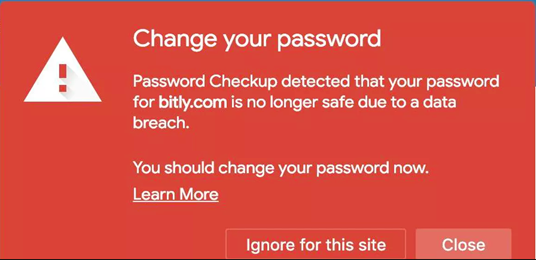 Change your password
Password Checkup detected that your password
for bitly.com is no longer safe due to a data
breach.
You should change your password now.
Learn More
Ignore for this site
Close